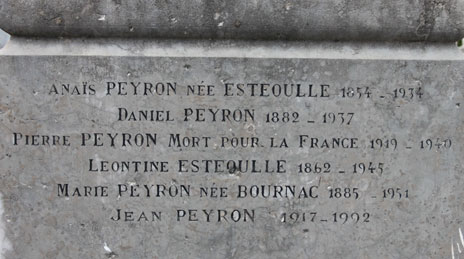 ANAÏS PEYRON NÉE ESTEOULLE 1854 - 1934
DANIEL PEYRON 1882 - 1937
PIERRE PEYRON MORT POUR LA FRANCE 1919 - 1940
LEONTINE ESTEOULLE 1862 - 1945
MARIE PEYRON NÉE BOURNAC 1885 - 1951
JEAN PEYRON 1917 - 1992